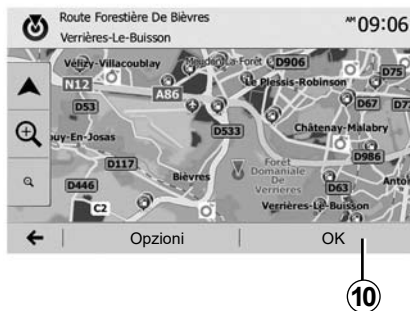 Route Forestière De Bièvres
Verrières-Le-Buisson
AM 09:06
Vélizy-Villacoublay
Meudon-La-Forêt
D906
Le Plessis-Robinson
D75
N12
A86
D53
D67
D533
Châtenay-Malabry
uy-En-Josas
D117
D986
Forêt
Domaniale
De
Verrières
Bièvres
D446
D63
C2
Verrières-Le-Buisson
Opzioni
OK
10